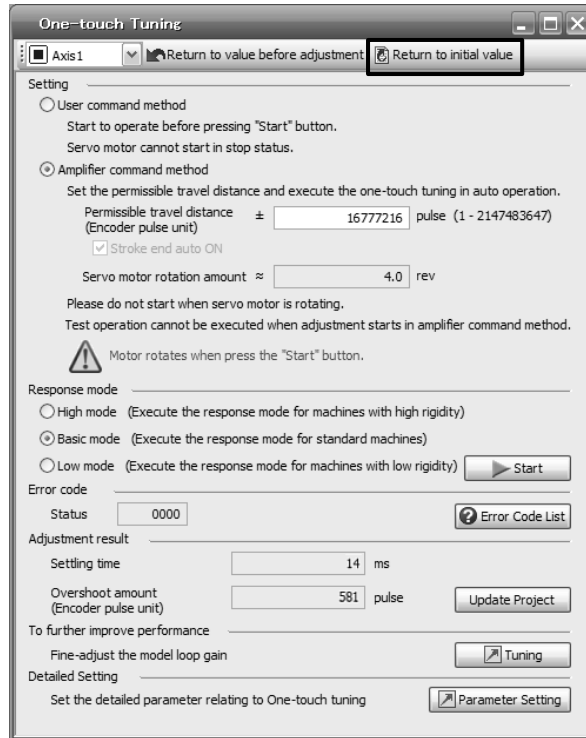 One-touch Tuning
Axis1 Return to value before adjustment Return to initial value
Setting
User command method
Start to operate before pressing "Start" button.
Servo motor cannot start in stop status.
Amplifier command method
Set the permissible travel distance and execute the one-touch tuning in auto operation.
Permissible travel distance
(Encoder pulse unit) ± 16777216 pulse (1 - 2147483647)
Stroke end auto ON
Servo motor rotation amount ≈ 4.0 rev
Please do not start when servo motor is rotating.
Test operation cannot be executed when adjustment starts in amplifier command method.
Motor rotates when press the "Start" button.
Response mode
High mode (Execute the response mode for machines with high rigidity)
Basic mode (Execute the response mode for standard machines)
Low mode (Execute the response mode for machines with low rigidity) Start
Error code
Status 0000 Error Code List
Adjustment result
Settling time 14 ms
Overshoot amount
(Encoder pulse unit) 581 pulse Update Project
To further improve performance
Fine-adjust the model loop gain Tuning
Detailed Setting
Set the detailed parameter relating to One-touch tuning Parameter Setting